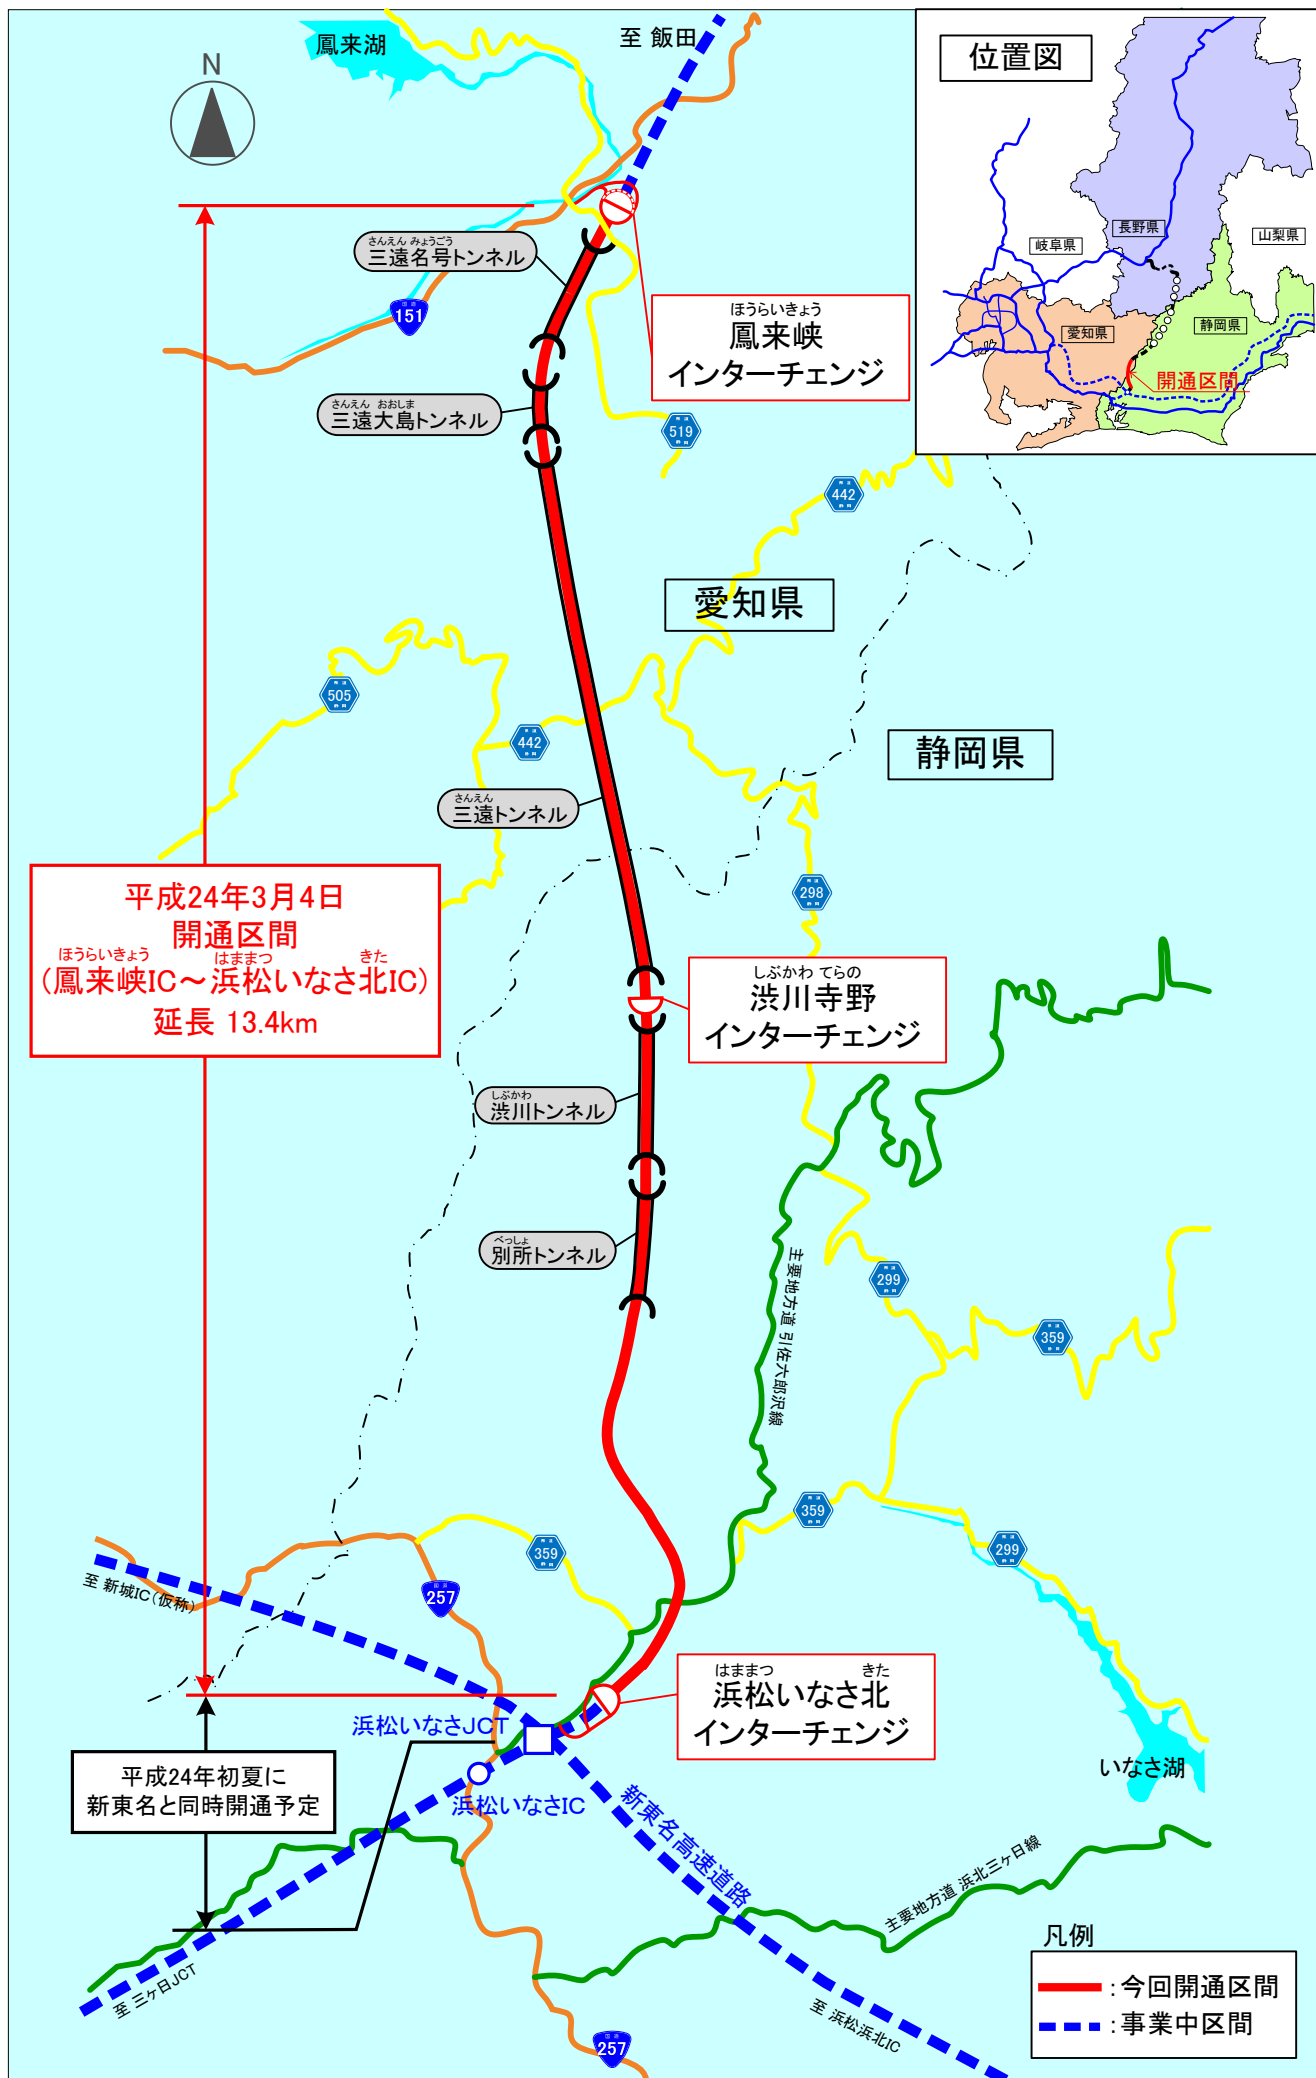 鳳来湖
至 飯田
N
位置図
長野県
岐阜県
山梨県
愛知県
静岡県
開通区間
さんえん みょうごう
三遠名号トンネル
国道
151
ほうらいきょう
鳳来峡
インターチェンジ
さんえん おおしま
三遠大島トンネル
519
442
愛知県
505
442
静岡県
さんえん
三遠トンネル
298
平成24年3月4日
開通区間
ほうらいきょう はままつ きた
(鳳来峡IC～浜松いなさ北IC)
延長 13.4km
しぶかわ てらの
渋川寺野
インターチェンジ
しぶかわ
渋川トンネル
べっしょ
別所トンネル
主要地方道 引佐六郎沢線
299
359
359
359
299
至 新城IC(仮称)
国道
257
はままつ きた
浜松いなさ北
インターチェンジ
浜松いなさJCT
平成24年初夏に
新東名と同時開通予定
浜松いなさIC
いなさ湖
新東名高速道路
主要地方道 浜北三ヶ日線
至 三ヶ日JCT
至 浜松浜北IC
国道
257
凡例
：今回開通区間
：事業中区間